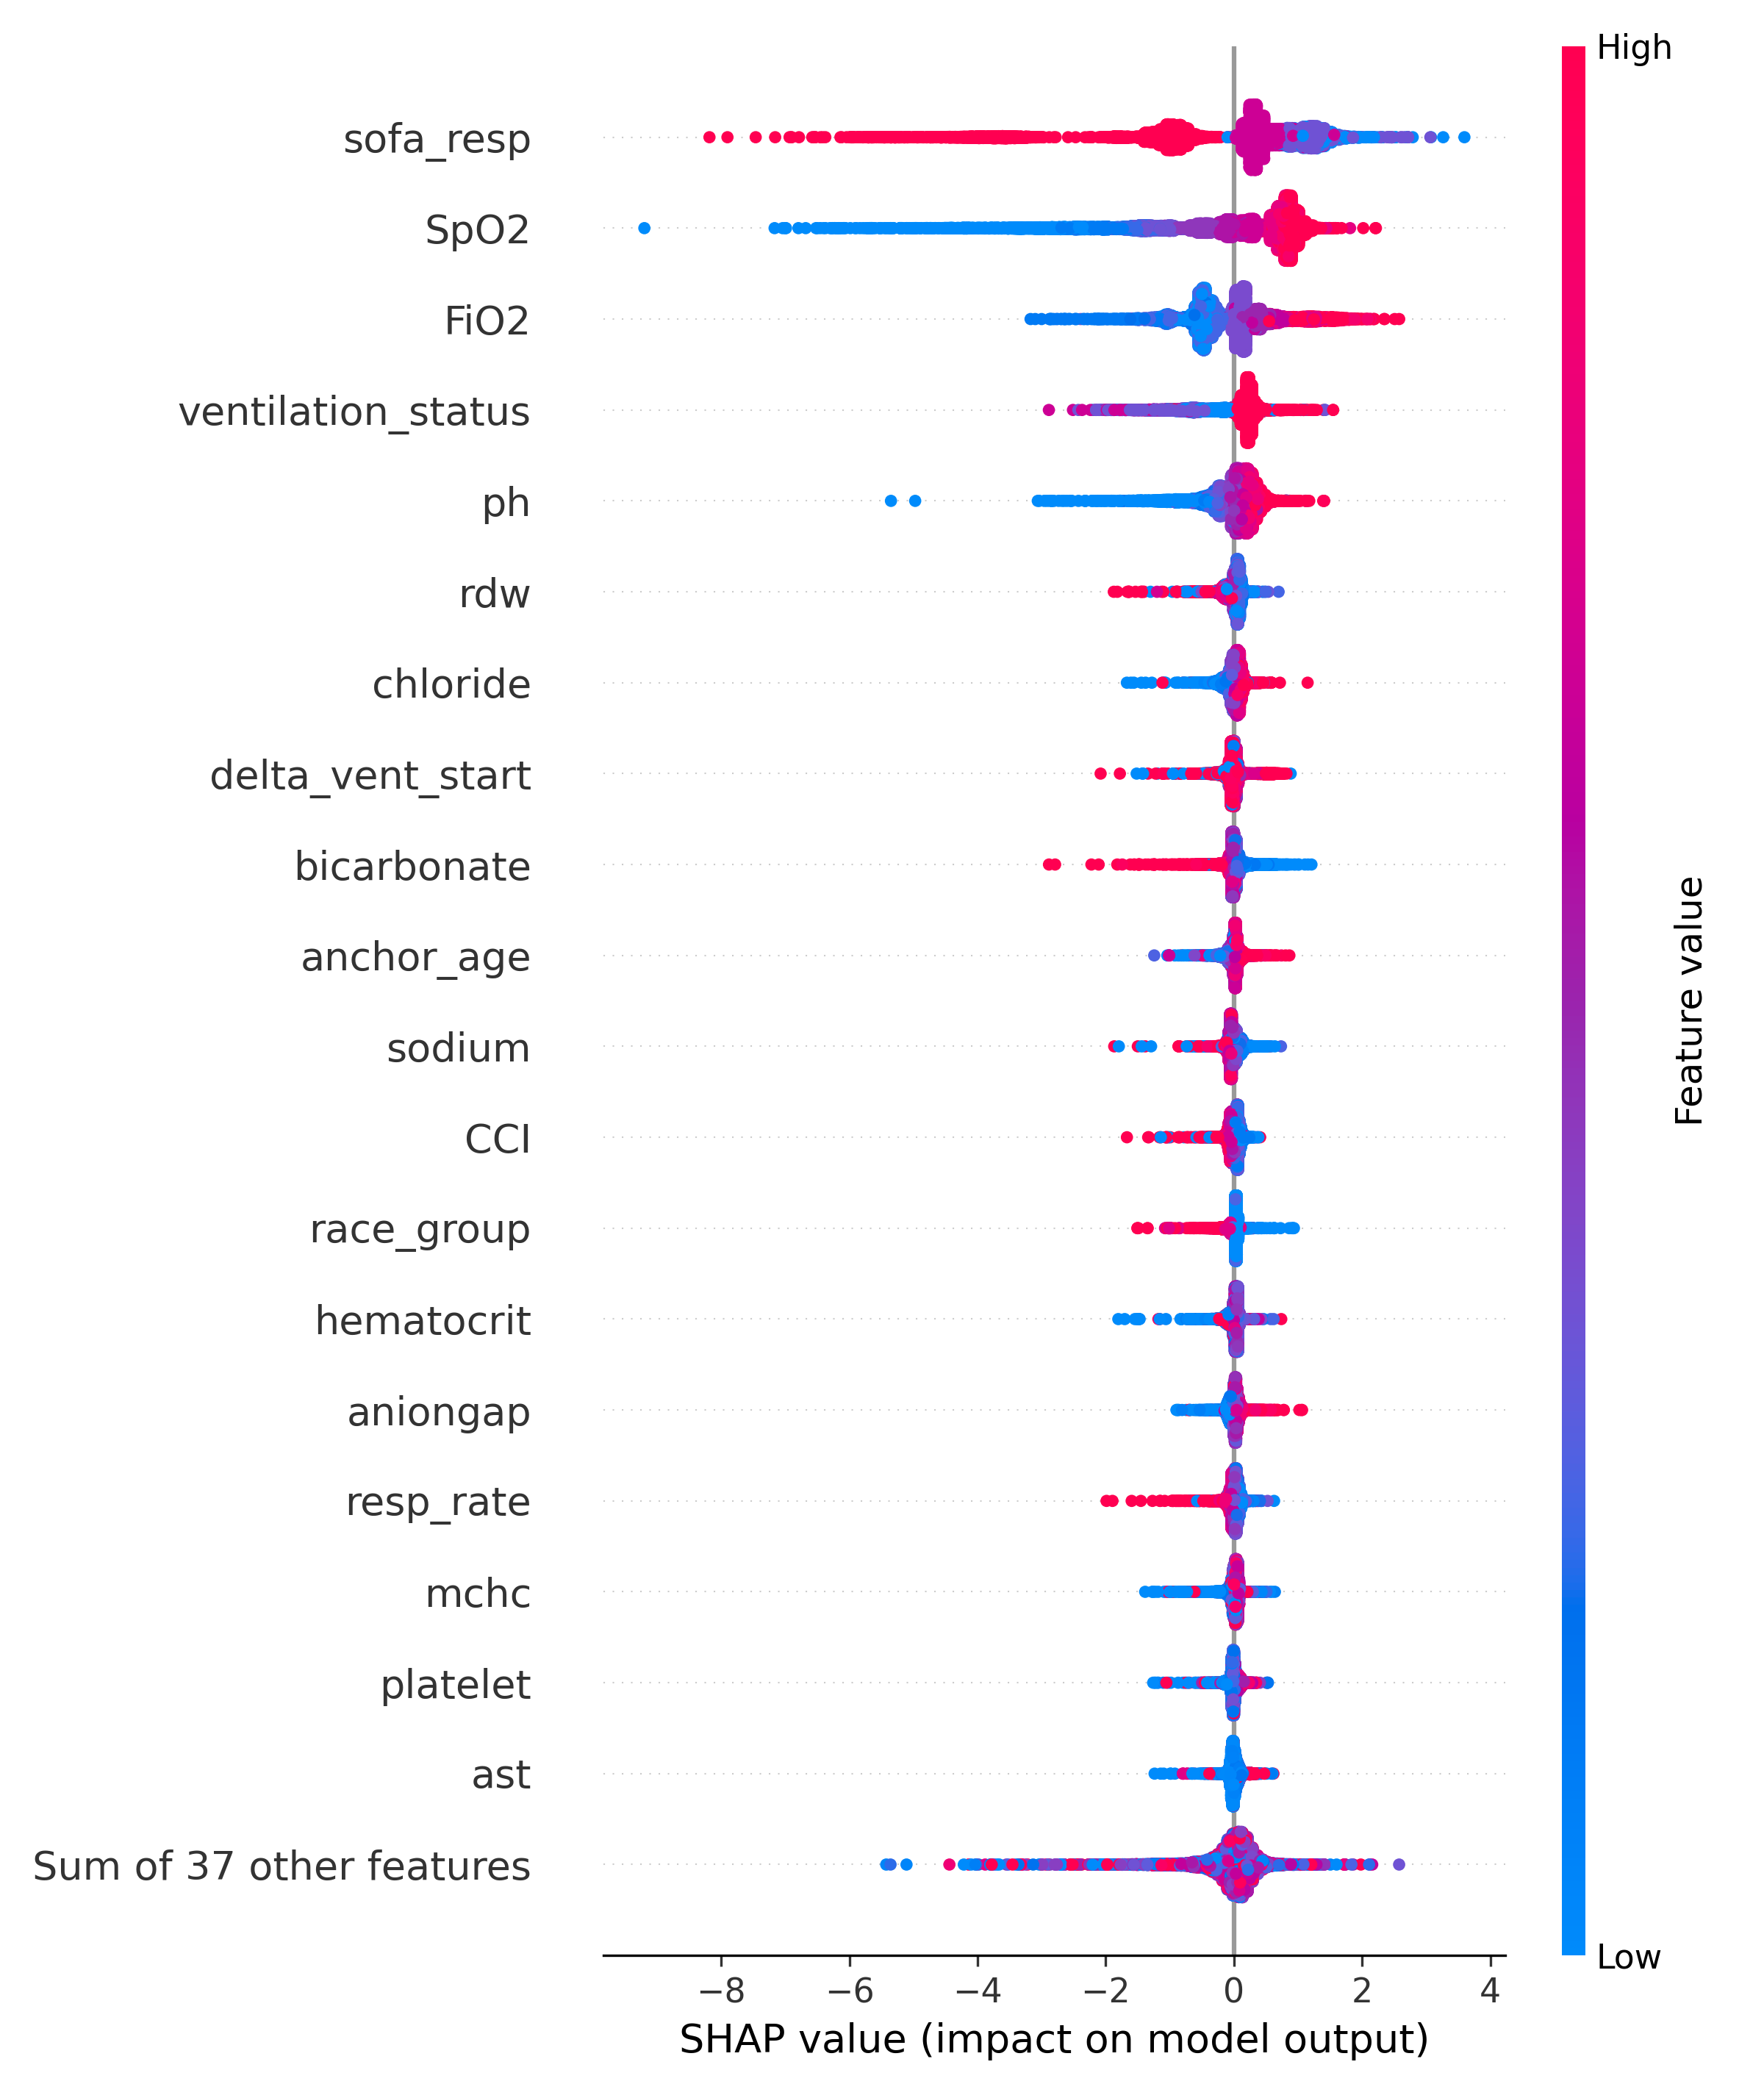 High
sofa_resp
SpO2
FiO2
ventilation_status
ph
rdw
chloride
delta_vent_start
bicarbonate
anchor_age
sodium
CCI
race_group
hematocrit
aniongap
resp_rate
mchc
platelet
ast
Sum of 37 other features
Feature value
Low
−8 −6 −4 −2 0 2 4
SHAP value (impact on model output)